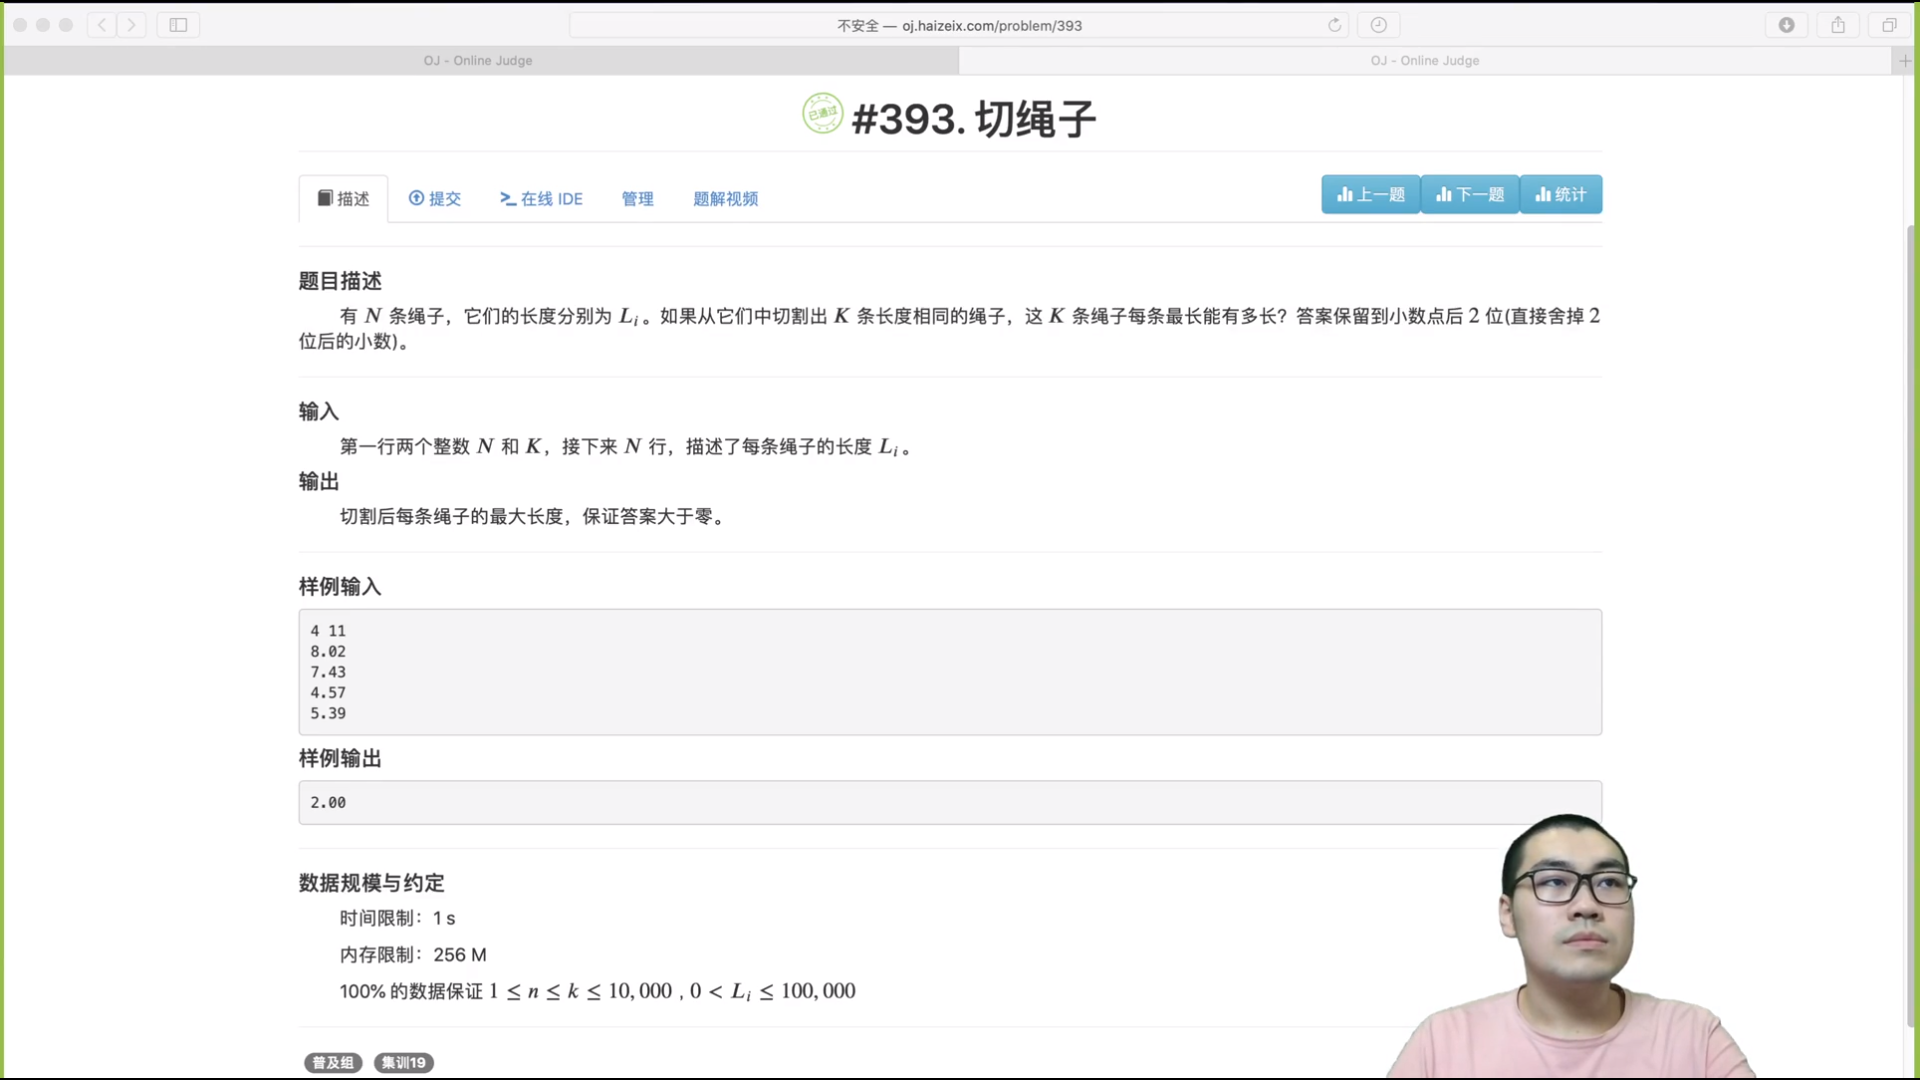 不安全 — oj.haizeix.com/problem/393
OJ - Online Judge
OJ - Online Judge
已通过
#393. 切绳子
描述
提交
在线 IDE
管理
题解视频
上一题
下一题
统计
题目描述
有 N 条绳子，它们的长度分别为 Li。如果从它们中切割出 K 条长度相同的绳子，这 K 条绳子每条最长能有多长？答案保留到小数点后 2 位(直接舍掉 2
位后的小数)。
输入
第一行两个整数 N 和 K，接下来 N 行，描述了每条绳子的长度 Li。
输出
切割后每条绳子的最大长度，保证答案大于零。
样例输入
4 11
8.02
7.43
4.57
5.39
样例输出
2.00
数据规模与约定
时间限制：1 s
内存限制：256 M
100% 的数据保证 1 ≤ n ≤ k ≤ 10,000 , 0 < Li ≤ 100,000
普及组
集训19